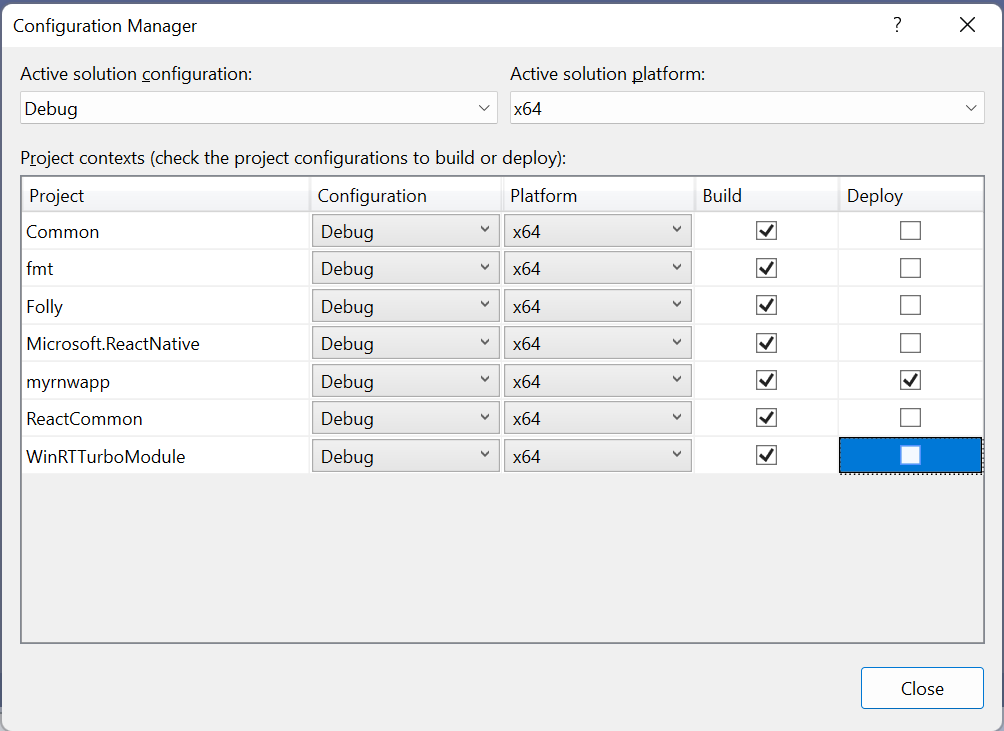 Configuration Manager ?
Active solution configuration: Active solution platform:
Debug x64
Project contexts (check the project configurations to build or deploy):
Project Configuration Platform Build Deploy
Common Debug x64
fmt Debug x64
Folly Debug x64
Microsoft.ReactNative Debug x64
myrnwapp Debug x64
ReactCommon Debug x64
WinRTTurboModule Debug x64
Close